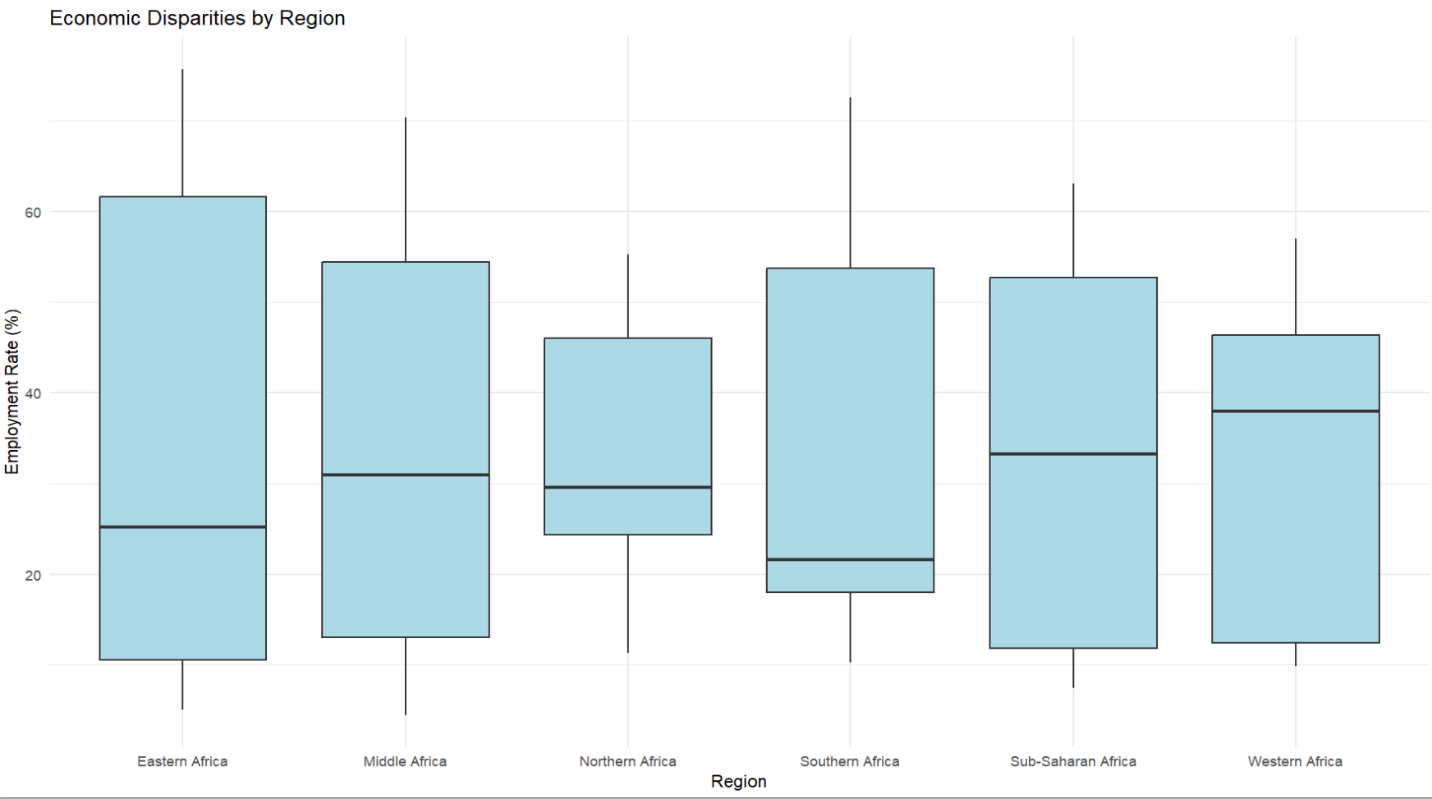 Economic Disparities by Region
Employment Rate (%)
60
40
20
Eastern Africa
Middle Africa
Northern Africa
Southern Africa
Sub-Saharan Africa
Western Africa
Region